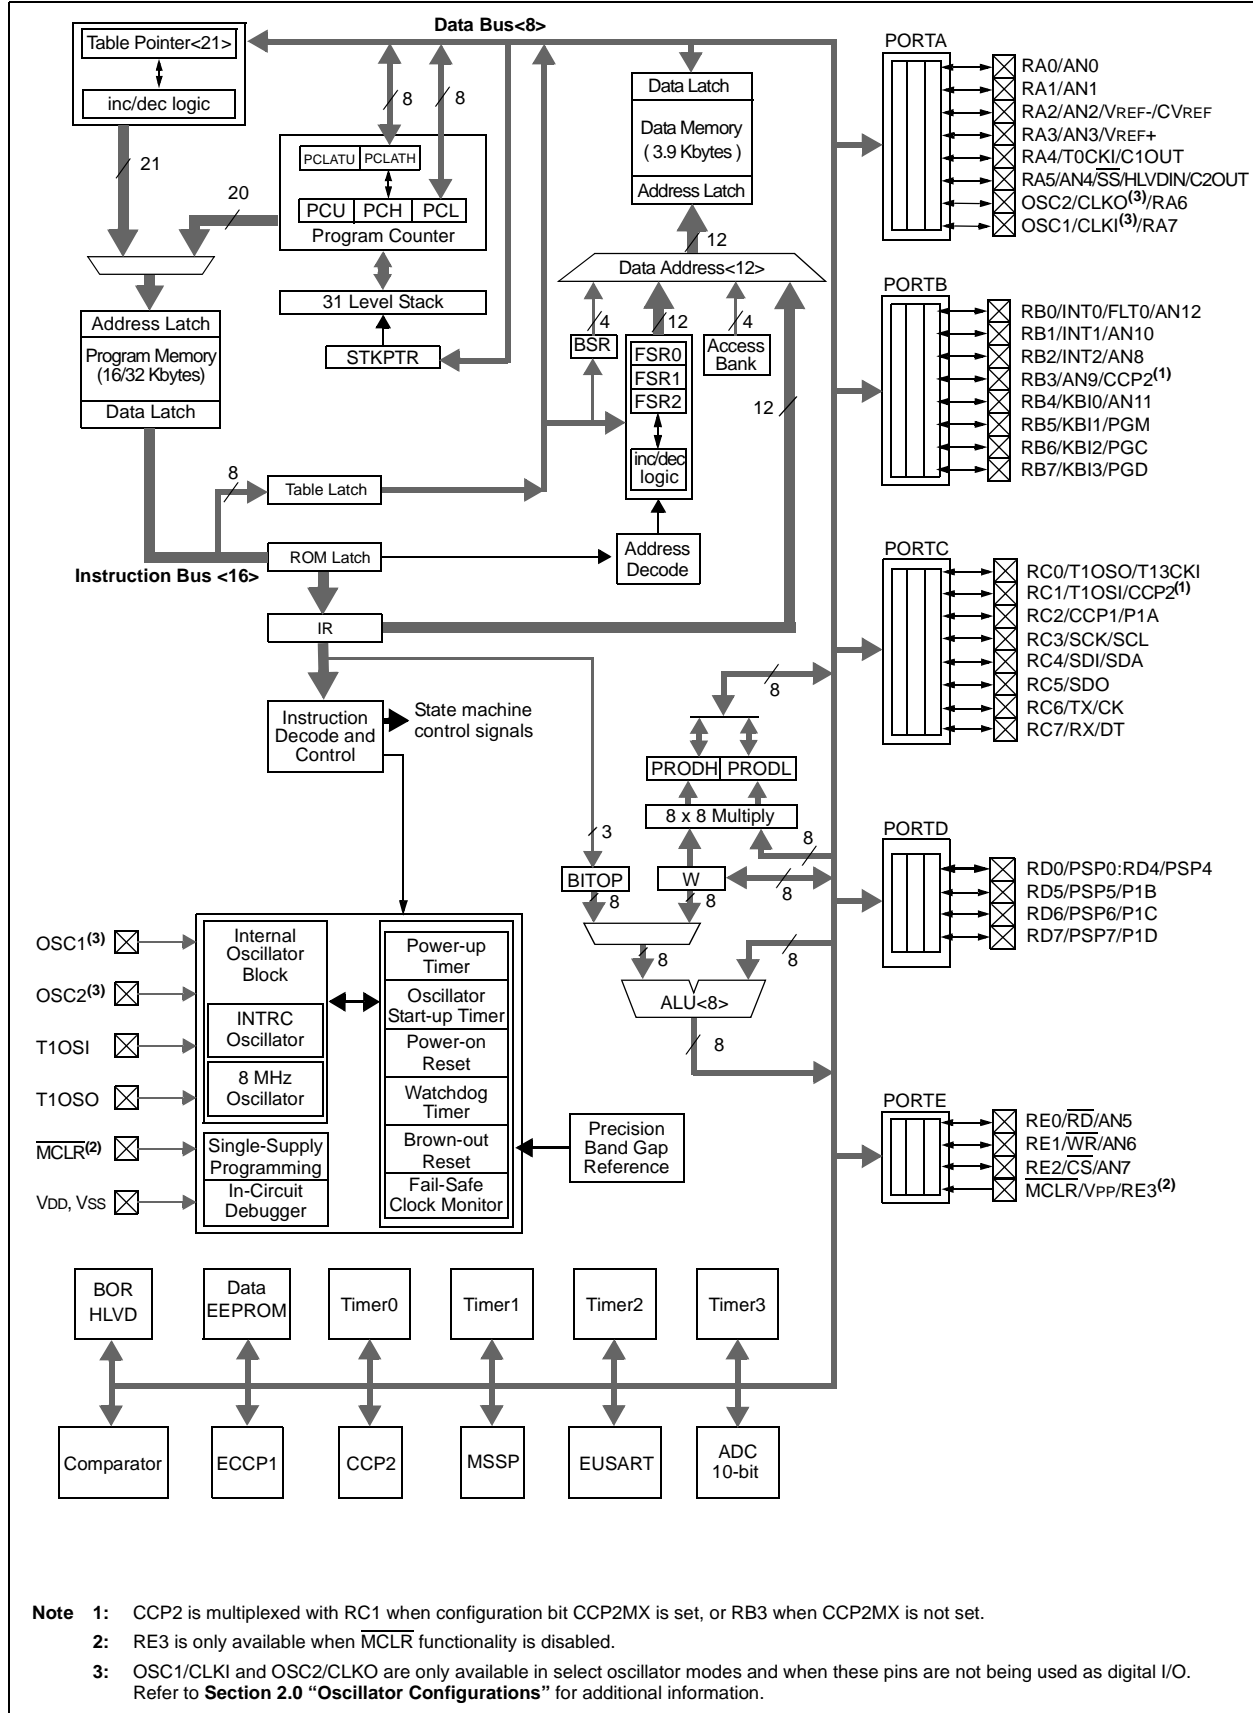 Data Bus<8>
Table Pointer<21>
inc/dec logic
21
20
8
8
PCLATU
PCLATH
PCU
PCH
PCL
Program Counter
31 Level Stack
STKPTR
Address Latch
Program Memory
(16/32 Kbytes)
Data Latch
Data Latch
Data Memory
( 3.9 Kbytes )
Address Latch
12
Data Address<12>
4
12
4
BSR
FSR0
FSR1
FSR2
inc/dec
logic
Access
Bank
12
8
Table Latch
ROM Latch
Instruction Bus <16>
Address
Decode
IR
8
Instruction
Decode and
Control
State machine
control signals
PRODH
PRODL
8 x 8 Multiply
3
8
BITOP
W
8
8
8
8
8
ALU<8>
8
OSC1(3)
OSC2(3)
T1OSI
T1OSO
MCLR(2)
VDD, VSS
Internal
Oscillator
Block
INTRC
Oscillator
8 MHz
Oscillator
Single-Supply
Programming
In-Circuit
Debugger
Power-up
Timer
Oscillator
Start-up Timer
Power-on
Reset
Watchdog
Timer
Brown-out
Reset
Fail-Safe
Clock Monitor
Precision
Band Gap
Reference
PORTA
RA0/AN0
RA1/AN1
RA2/AN2/VREF-/CVREF
RA3/AN3/VREF+
RA4/T0CKI/C1OUT
RA5/AN4/SS/HLVDIN/C2OUT
OSC2/CLKO(3)/RA6
OSC1/CLKI(3)/RA7
PORTB
RB0/INT0/FLT0/AN12
RB1/INT1/AN10
RB2/INT2/AN8
RB3/AN9/CCP2(1)
RB4/KBI0/AN11
RB5/KBI1/PGM
RB6/KBI2/PGC
RB7/KBI3/PGD
PORTC
RC0/T1OSO/T13CKI
RC1/T1OSI/CCP2(1)
RC2/CCP1/P1A
RC3/SCK/SCL
RC4/SDI/SDA
RC5/SDO
RC6/TX/CK
RC7/RX/DT
PORTD
RD0/PSP0:RD4/PSP4
RD5/PSP5/P1B
RD6/PSP6/P1C
RD7/PSP7/P1D
PORTE
RE0/RD/AN5
RE1/WR/AN6
RE2/CS/AN7
MCLR/VPP/RE3(2)
BOR
HLVD
Data
EEPROM
Timer0
Timer1
Timer2
Timer3
Comparator
ECCP1
CCP2
MSSP
EUSART
ADC
10-bit
Note 1: CCP2 is multiplexed with RC1 when configuration bit CCP2MX is set, or RB3 when CCP2MX is not set.
2: RE3 is only available when MCLR functionality is disabled.
3: OSC1/CLKI and OSC2/CLKO are only available in select oscillator modes and when these pins are not being used as digital I/O.
Refer to Section 2.0 “Oscillator Configurations” for additional information.